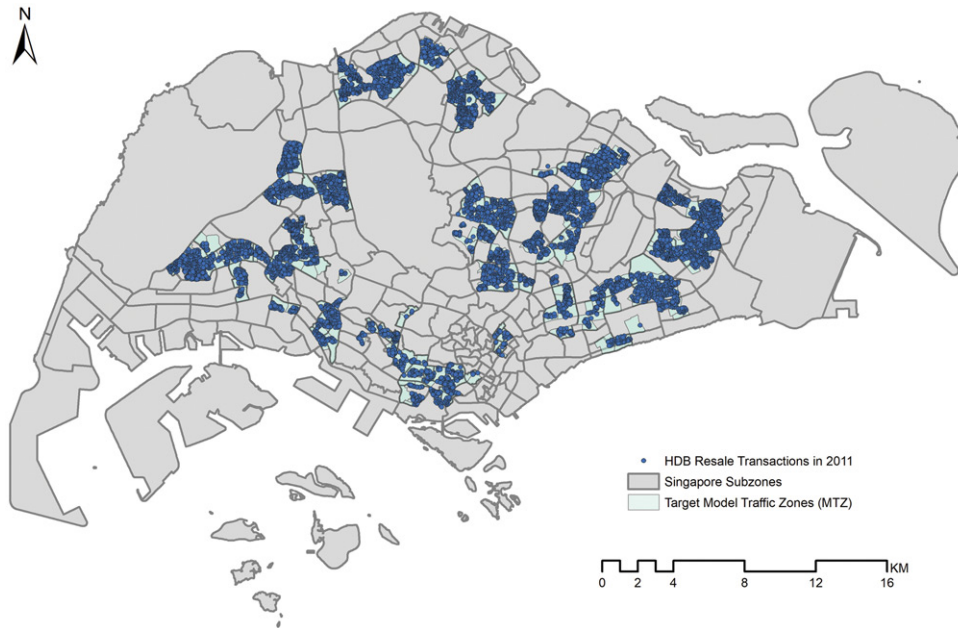 N
HDB Resale Transactions in 2011
Singapore Subzones
Target Model Traffic Zones (MTZ)
KM
0 2 4 8 12 16